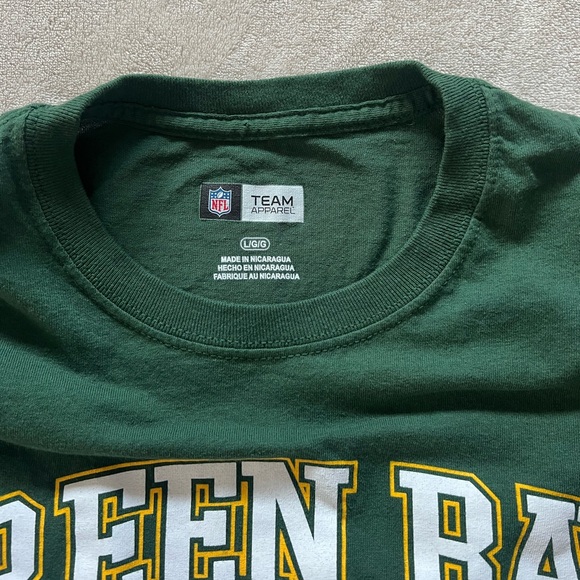 NFL TEAM
APPAREL
L/G/G
MADE IN NICARAGUA
HECHO EN NICARAGUA
FABRIQUE AU NICARAGUA
REEN BA